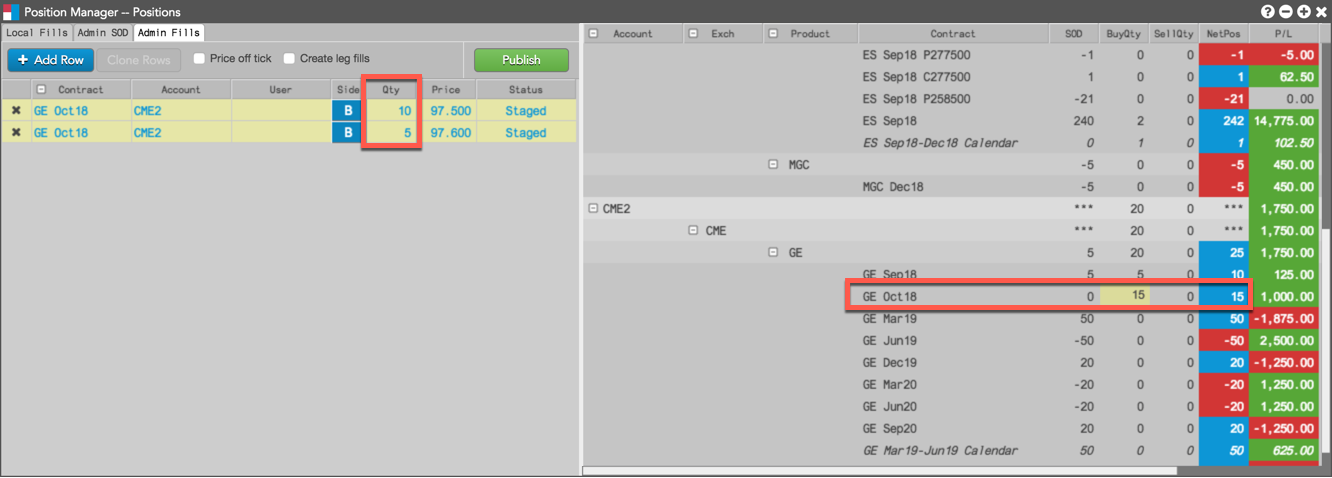 Position Manager -- Positions
Local Fills Admin SOD Admin Fills
+ Add Row Clone Rows Price off tick Create leg fills Publish
Contract Account User Side Qty Price Status
GE Oct18 CME2 B 10 97.500 Staged
GE Oct18 CME2 B 5 97.600 Staged
Account Exch Product Contract SOD BuyQty SellQty NetPos P/L
ES Sep18 P277500 -1 0 0 -1 -5.00
ES Sep18 C277500 1 0 0 1 62.50
ES Sep18 P258500 -21 0 0 -21 0.00
ES Sep18 240 2 0 242 14,775.00
ES Sep18-Dec18 Calendar 0 1 0 1 102.50
MGC -5 0 0 -5 450.00
MGC Dec18 -5 0 0 -5 450.00
CME2 *** 20 0 *** 1,750.00
CME *** 20 0 *** 1,750.00
GE 5 20 0 25 1,750.00
GE Sep18 5 5 0 10 125.00
GE Oct18 0 15 0 15 1,000.00
GE Mar19 50 0 0 50 -1,875.00
GE Jun19 -50 0 0 -50 2,500.00
GE Dec19 20 0 0 20 -1,250.00
GE Mar20 -20 0 0 -20 1,250.00
GE Jun20 -20 0 0 -20 1,250.00
GE Sep20 20 0 0 20 -1,250.00
GE Mar19-Jun19 Calendar 50 0 0 50 625.00